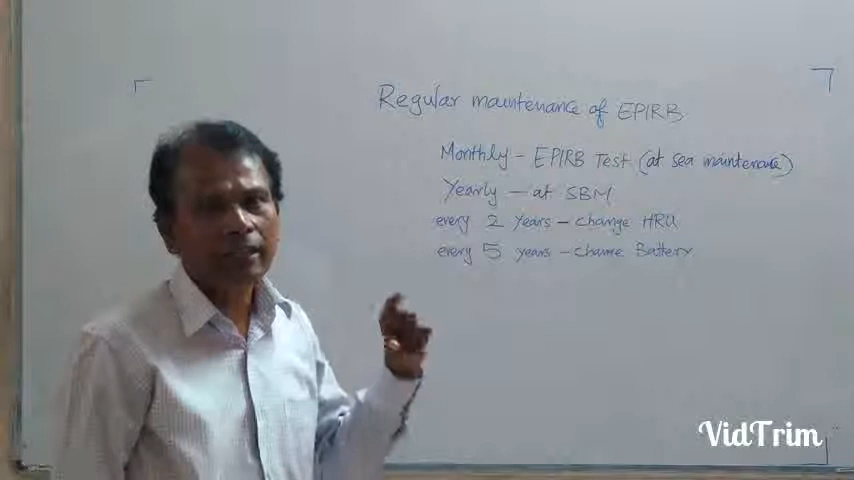 Regular maintenance of EPIRB
Monthly - EPIRB Test (at sea maintenance)
Yearly - at SBM
every 2 years - change HRU
every 5 years - change Battery
VidTrim